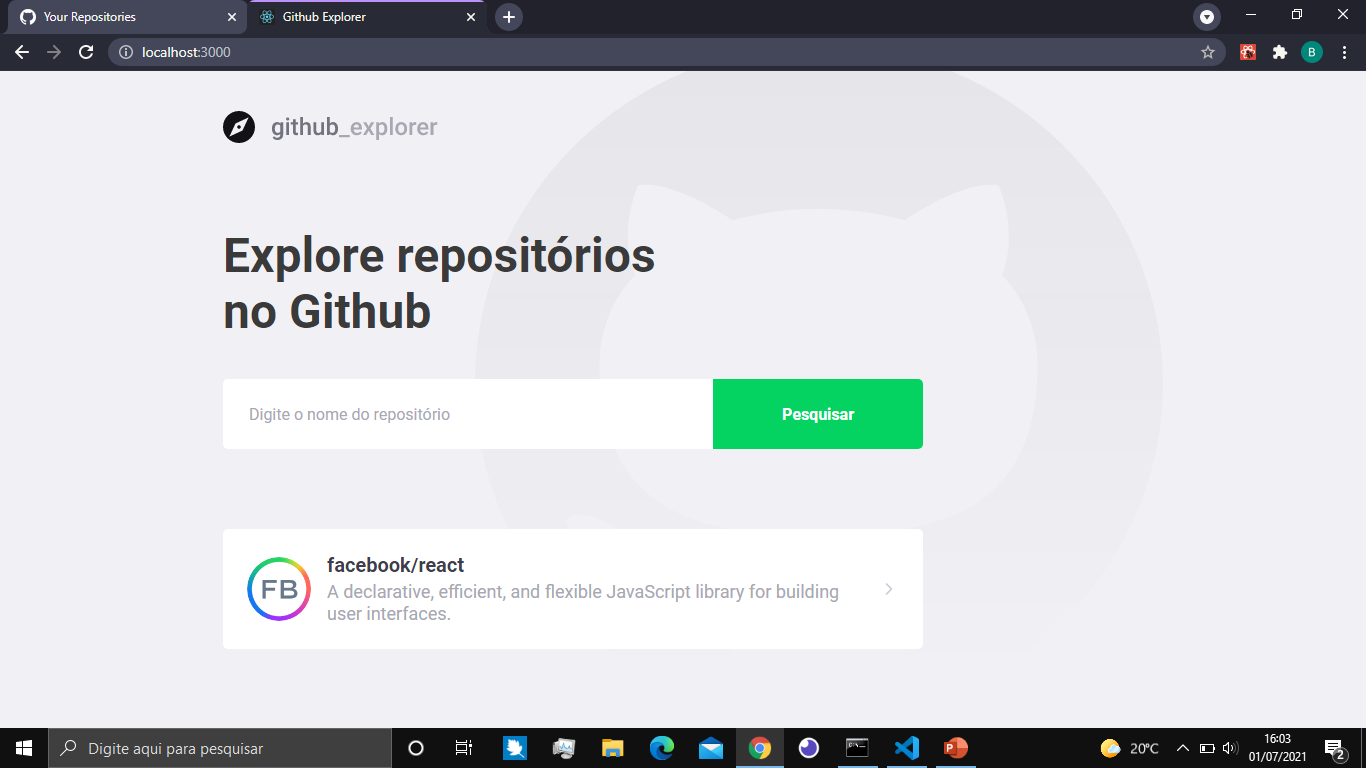 Your Repositories
Github Explorer
localhost:3000
B
github_explorer
Explore repositórios
no Github
Digite o nome do repositório
Pesquisar
FB
facebook/react
A declarative, efficient, and flexible JavaScript library for building
user interfaces.
Digite aqui para pesquisar
20°C
16:03
01/07/2021
2